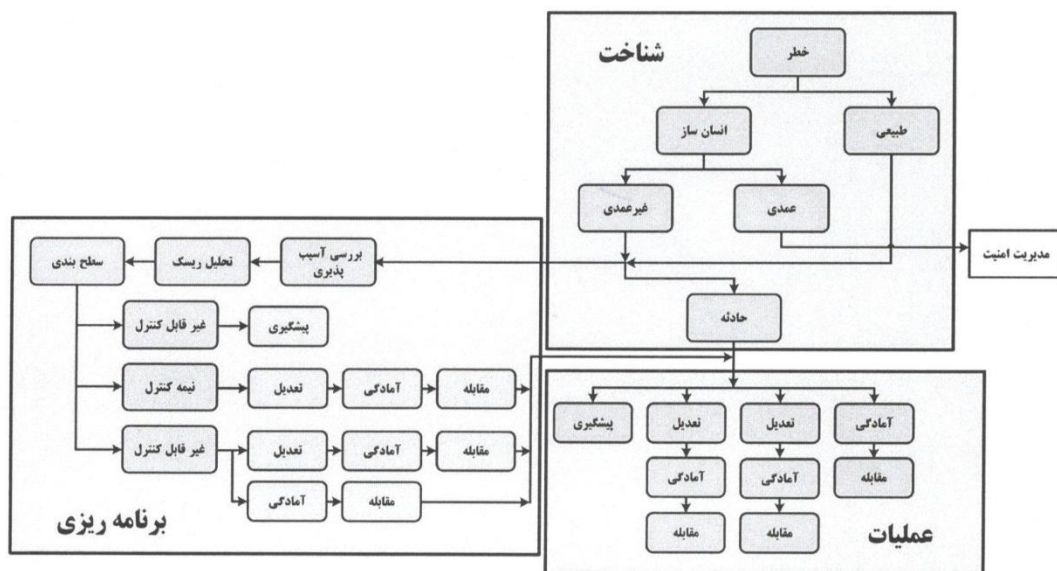 شناخت
خطر
انسان ساز
طبیعی
غیرعمدی
عمدی
مدیریت امنیت
حادثه
بررسی آسیب
پذیری
تحلیل ریسک
سطح بندی
غیر قابل کنترل
پیشگیری
نیمه کنترل
تعدیل
آمادگی
مقابله
غیر قابل کنترل
تعدیل
آمادگی
مقابله
آمادگی
مقابله
برنامه ریزی
پیشگیری
تعدیل
تعدیل
آمادگی
آمادگی
آمادگی
مقابله
مقابله
مقابله
عملیات